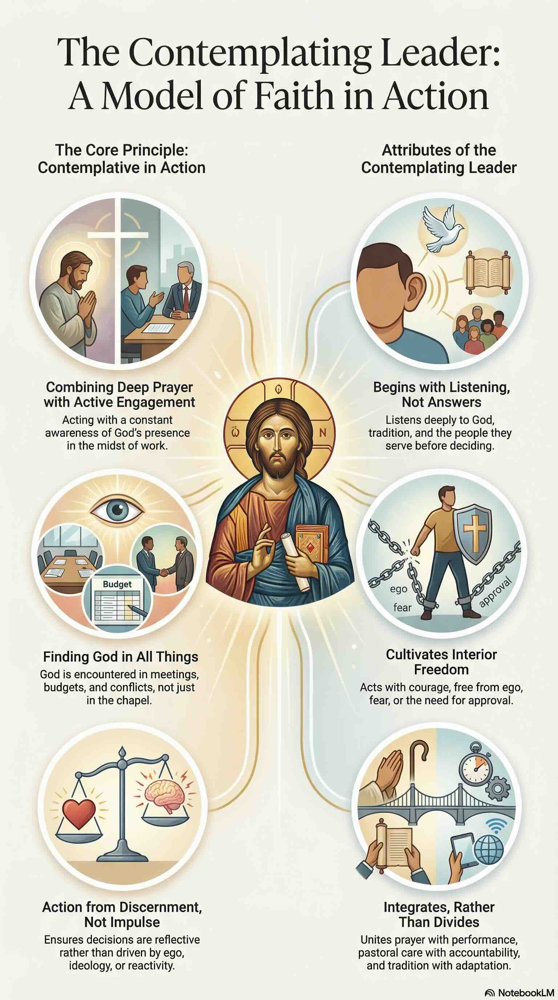 The Contemplating Leader:
A Model of Faith in Action
The Core Principle:
Contemplative in Action
Combining Deep Prayer
with Active Engagement
Acting with a constant
awareness of God's presence
in the midst of work.
Budget
Finding God in All Things
God is encountered in meetings,
budgets, and conflicts, not just
in the chapel.
Action from Discernment,
Not Impulse
Ensures decisions are reflective
rather than driven by ego,
ideology, or reactivity.
Attributes of the
Contemplating Leader
Begins with Listening,
Not Answers
Listens deeply to God,
tradition, and the people they
serve before deciding.
ego
fear
approval
Cultivates Interior
Freedom
Acts with courage, free from ego,
fear, or the need for approval.
Integrates, Rather
Than Divides
Unites prayer with performance,
pastoral care with accountability,
and tradition with adaptation.
NotebookLM